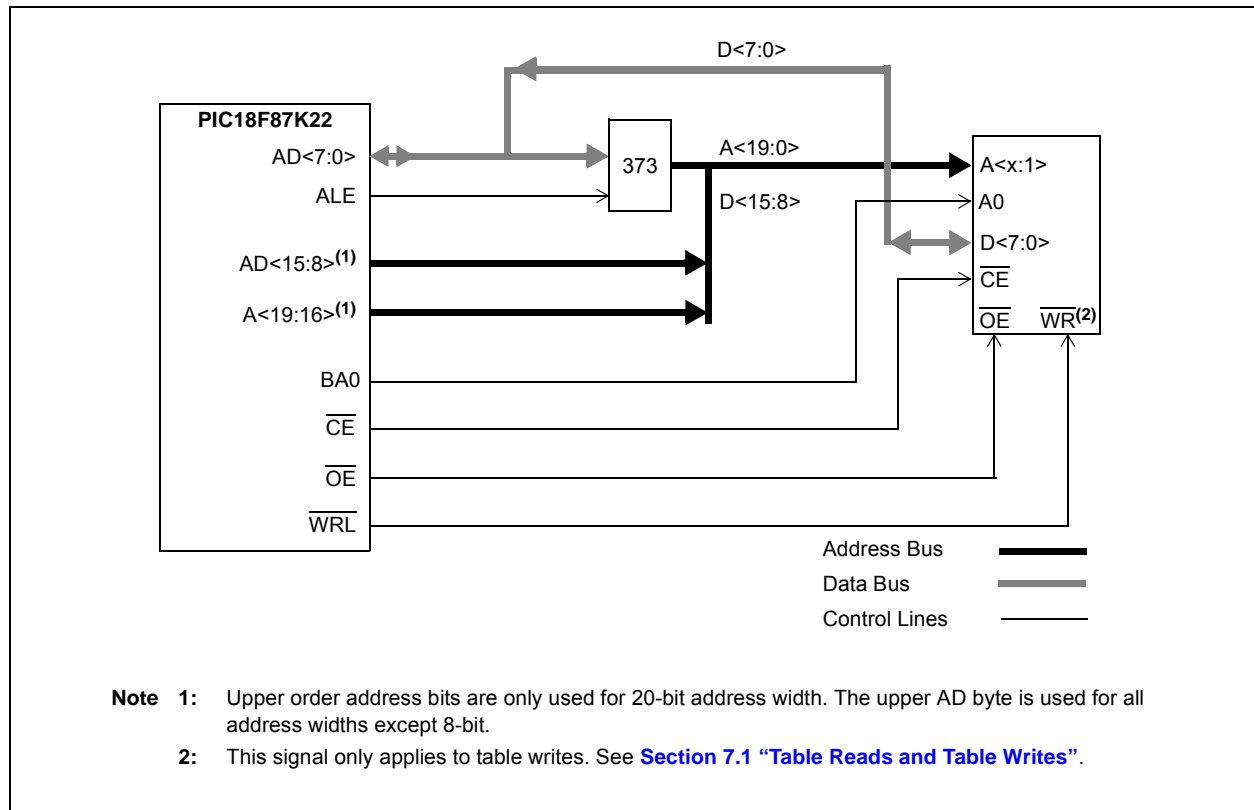 D<7:0>
PIC18F87K22
AD<7:0>
373
A<19:0>
A<x:1>
ALE
D<15:8>
A0
AD<15:8>(1)
D<7:0>
A<19:16>(1)
CE
OE
WR(2)
BA0
CE
OE
WRL
Address Bus
Data Bus
Control Lines
Note 1: Upper order address bits are only used for 20-bit address width. The upper AD byte is used for all
address widths except 8-bit.
2: This signal only applies to table writes. See Section 7.1 “Table Reads and Table Writes”.